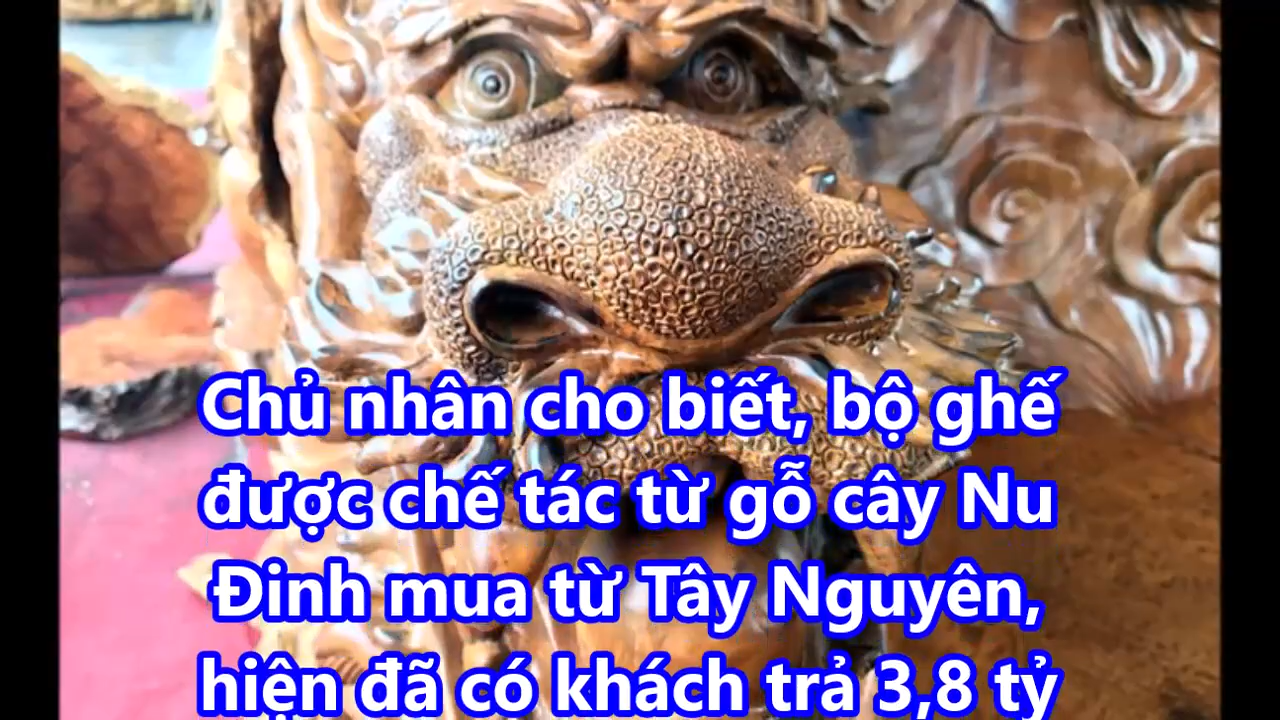 Chủ nhân cho biết, bộ ghế
được chế tác từ gỗ cây Nu
Đinh mua từ Tây Nguyên,
hiện đã có khách trả 3,8 tỷ